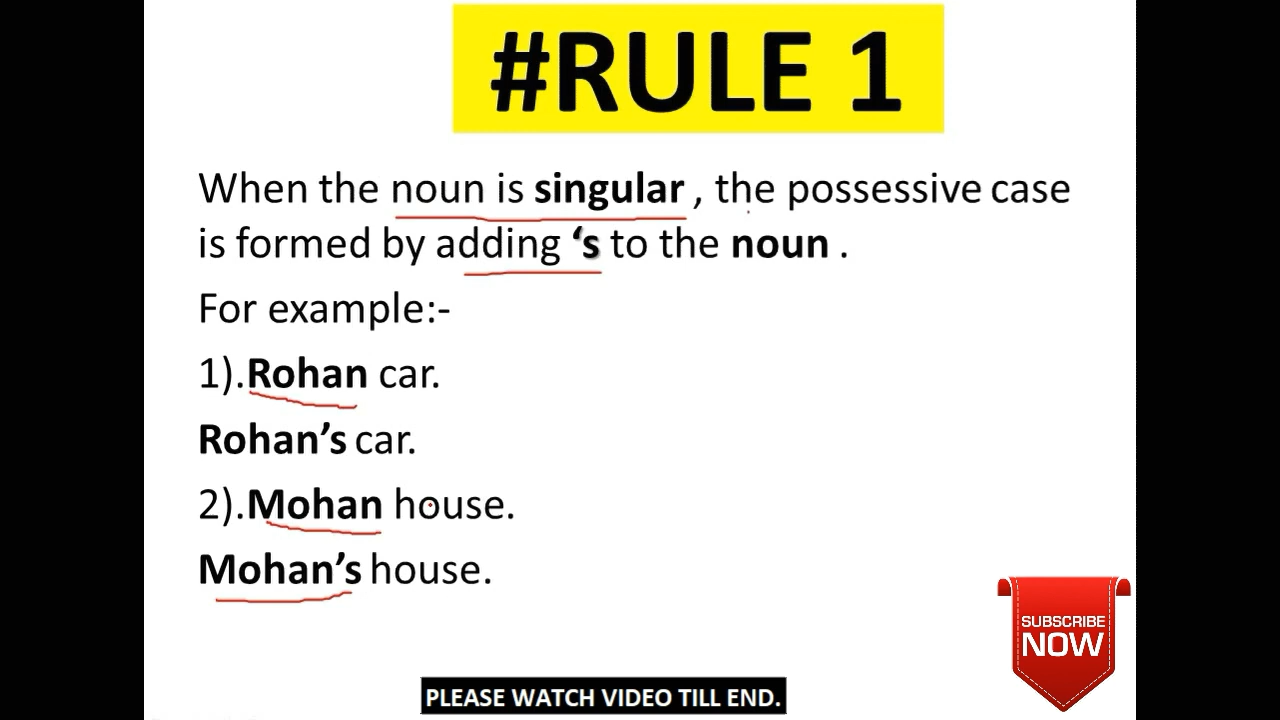 #RULE 1
When the noun is singular , the possessive case
is formed by adding ‘s to the noun .
For example:-
1).Rohan car.
Rohan’s car.
2).Mohan house.
Mohan’s house.
SUBSCRIBE
NOW
PLEASE WATCH VIDEO TILL END.